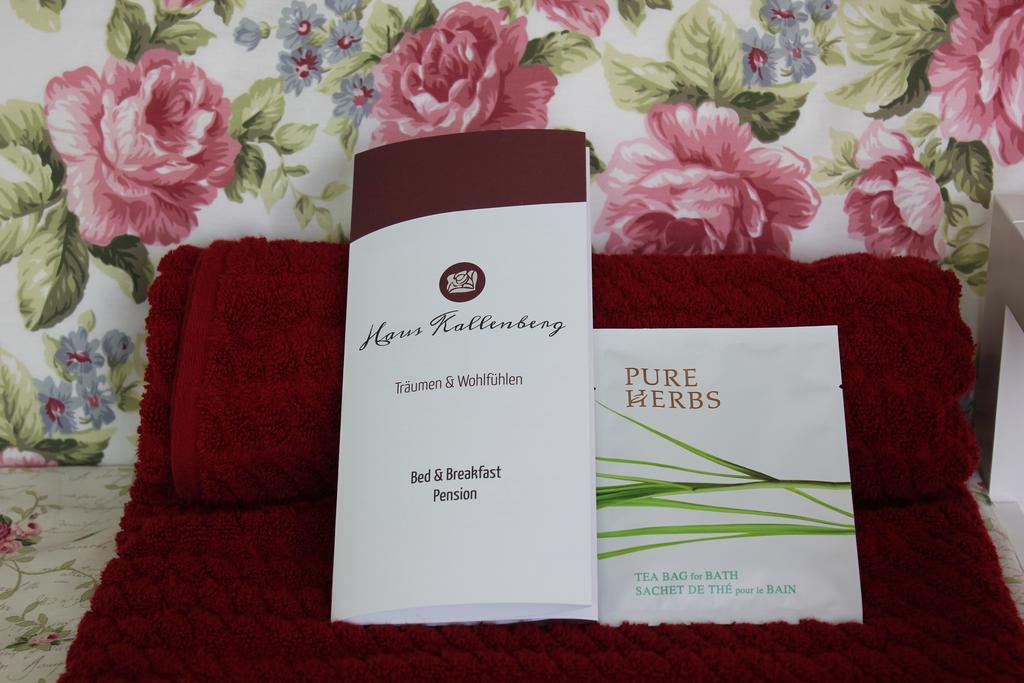 Haus Kallenberg
Träumen & Wohlfühlen
Bed & Breakfast
Pension
PURE
HERBS
TEA BAG for BATH
SACHET DE THÉ pour le BAIN